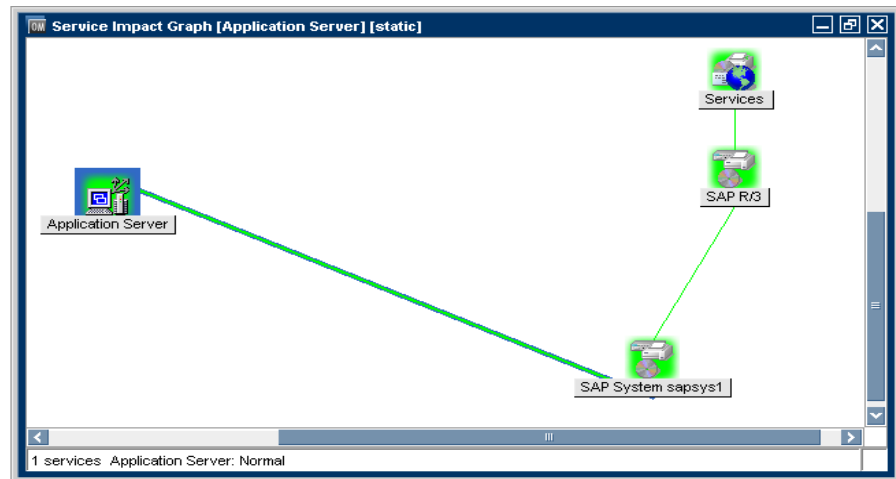 OM Service Impact Graph [Application Server] [static]
Services
SAP R/3
Application Server
SAP System sapsys1
1 services Application Server: Normal